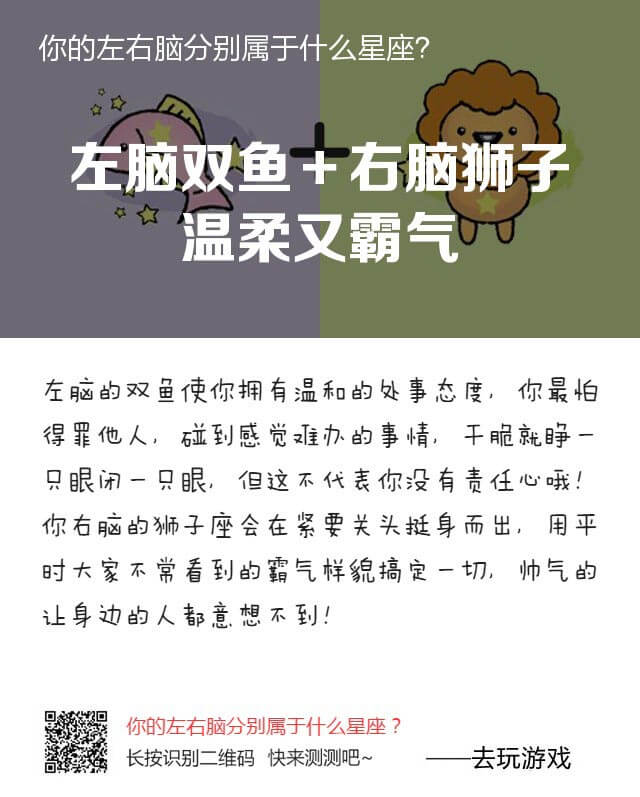 你的左右脑分别属于什么星座？
左脑双鱼＋右脑狮子
温柔又霸气
左脑的双鱼使你拥有温和的处事态度，你最怕
得罪他人，碰到感觉难办的事情，干脆就睁一
只眼闭一只眼，但这不代表你没有责任心哦！
你右脑的狮子座会在紧要关头挺身而出，用平
时大家不常看到的霸气样貌搞定一切，帅气的
让身边的人都意想不到！
你的左右脑分别属于什么星座？
长按识别二维码 快来测测吧~
——去玩游戏